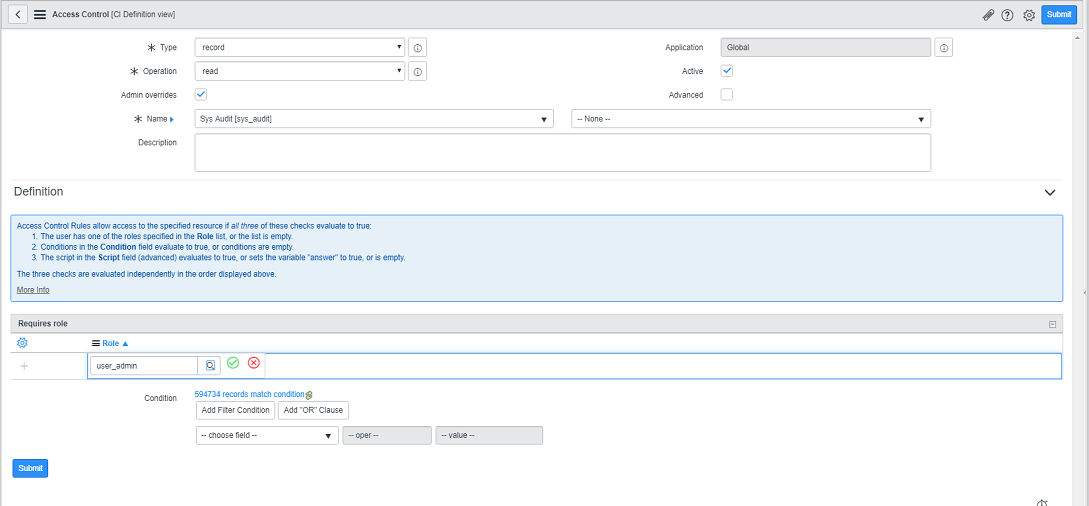 Access Control [CI Definition view]
Submit
Type
record
Application
Global
Operation
read
Active
Admin overrides
Advanced
Name
Sys Audit [sys_audit]
-- None --
Description
Definition
Access Control Rules allow access to the specified resource if all three of these checks evaluate to true:
1. The user has one of the roles specified in the Role list, or the list is empty.
2. Conditions in the Condition field evaluate to true, or conditions are empty.
3. The script in the Script field (advanced) evaluates to true, or sets the variable "answer" to true, or is empty.
The three checks are evaluated independently in the order displayed above.
More Info
Requires role
Role
user_admin
Condition
594734 records match condition
Add Filter Condition
Add "OR" Clause
-- choose field --
-- oper --
-- value --
Submit